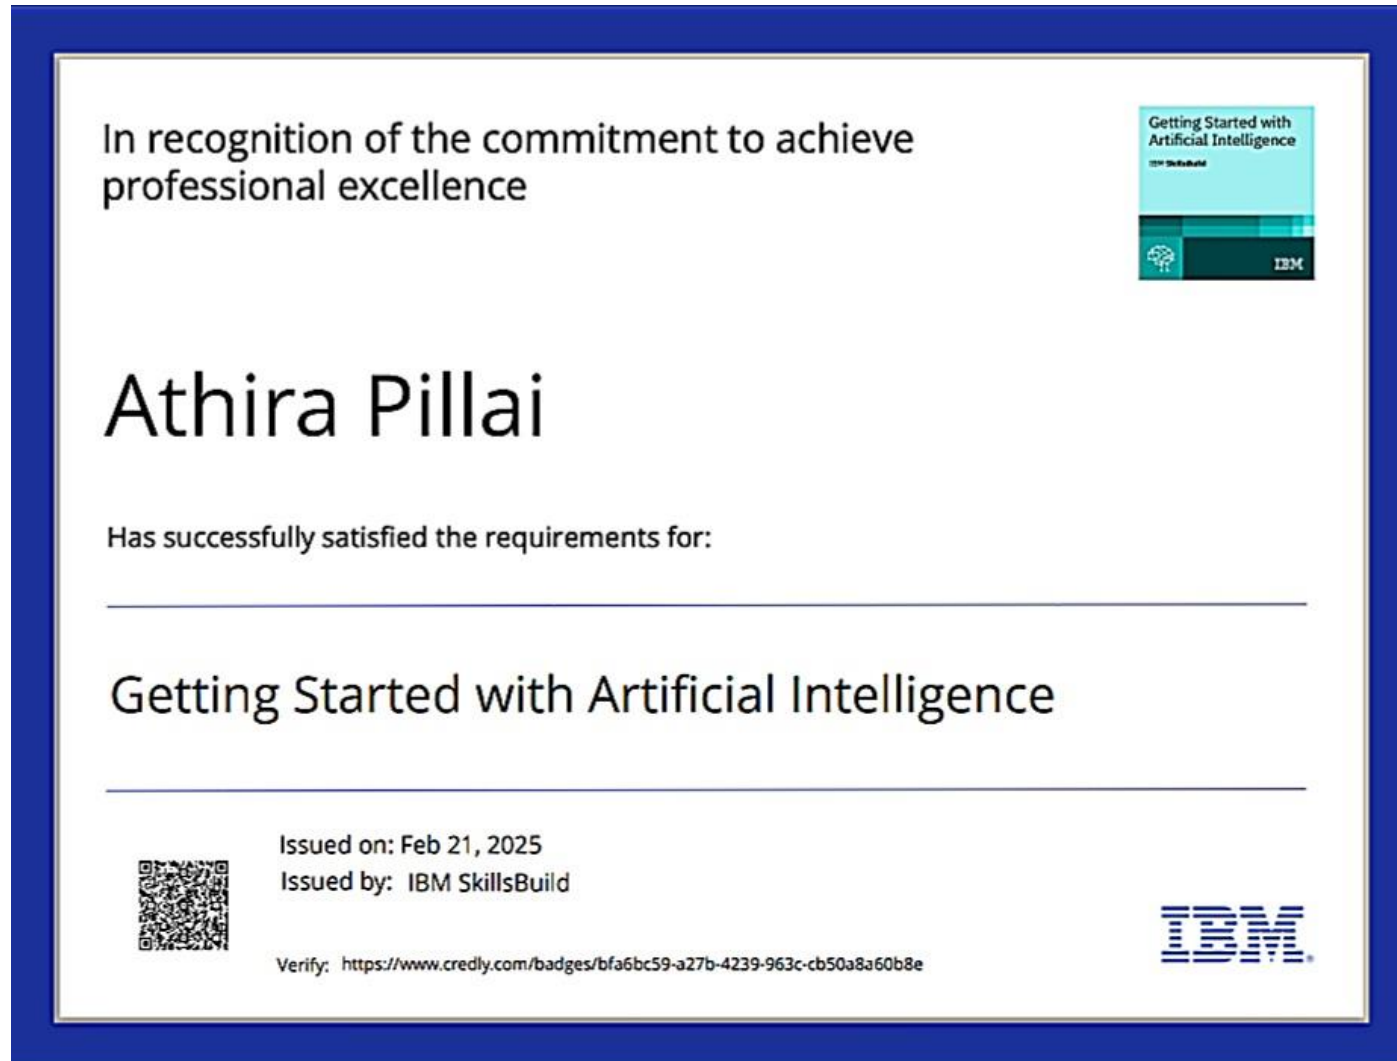 In recognition of the commitment to achieve
professional excellence
Getting Started with
Artificial Intelligence
IBM SkillsBuild
IBM
Athira Pillai
Has successfully satisfied the requirements for:
Getting Started with Artificial Intelligence
Issued on: Feb 21, 2025
Issued by: IBM SkillsBuild
Verify: https://www.credly.com/badges/bfa6bc59-a27b-4239-963c-cb50a8a60b8e
IBM.